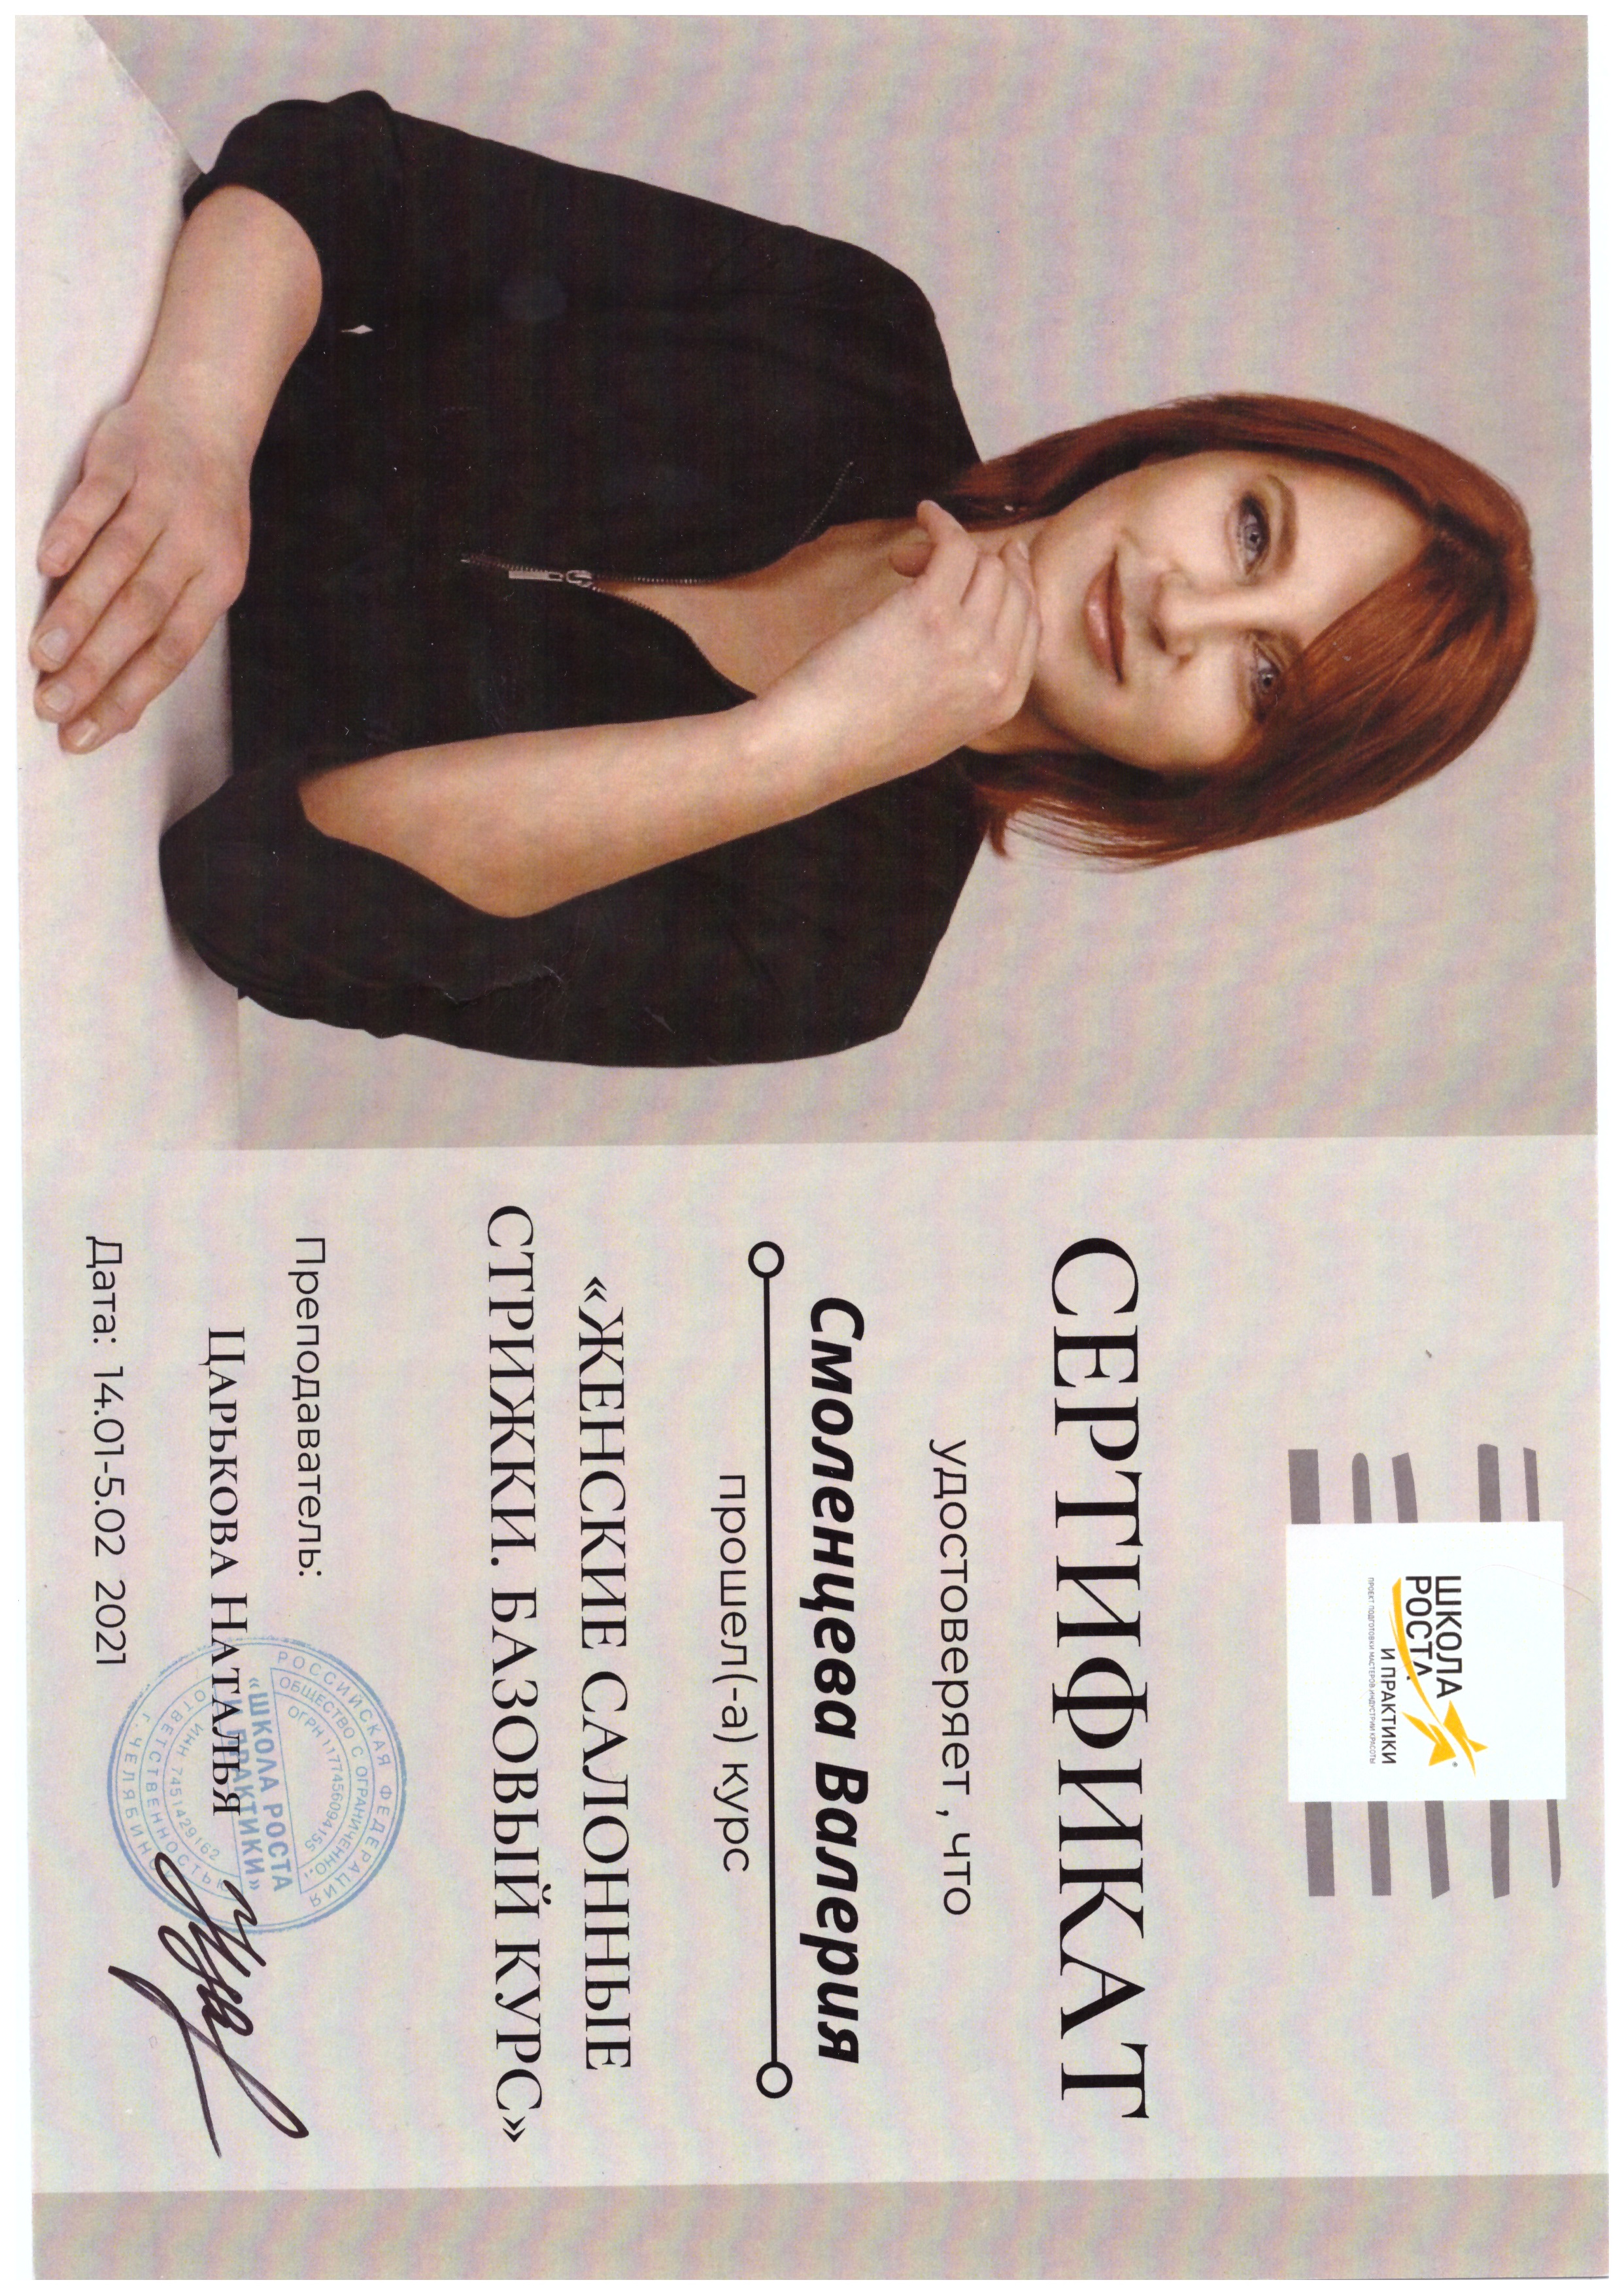 ШКОЛА
РОСТА
И ПРАКТИКИ
ПРОЕКТ ПОДГОТОВКИ МАСТЕРОВ ИНДУСТРИИ КРАСОТЫ
СЕРТИФИКАТ
удостоверяет , что
Смоленцева Валерия
прошел(-а) курс
«ЖЕНСКИЕ САЛОННЫЕ
СТРИЖКИ. БАЗОВЫЙ КУРС»
Преподаватель:
ЦАРЬКОВА НАТАЛЬЯ
Дата: 14.01-5.02 2021
РОССИЙСКАЯ ФЕДЕРАЦИЯ
ОБЩЕСТВО С ОГРАНИЧЕННОЙ
ОТВЕТСТВЕННОСТЬЮ
ОГРН 1177456094155
«ШКОЛА РОСТА
И ПРАКТИКИ»
ИНН 7451429162
Г. ЧЕЛЯБИНСК